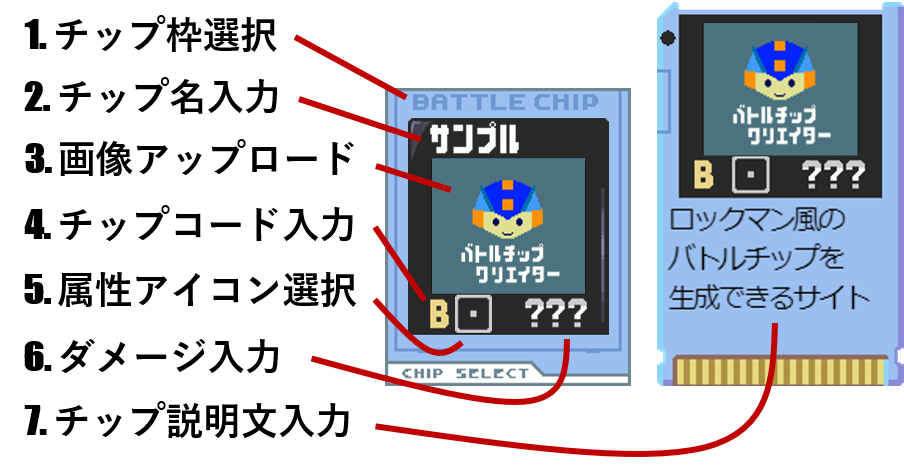 1. チップ枠選択
2. チップ名入力
3. 画像アップロード
4. チップコード入力
5. 属性アイコン選択
6. ダメージ入力
7. チップ説明文入力
BATTLE CHIP
サンプル
バトルチップ
クリエイター
B ???
CHIP SELECT
バトルチップ
クリエイター
B ???
ロックマン風の
バトルチップを
生成できるサイト